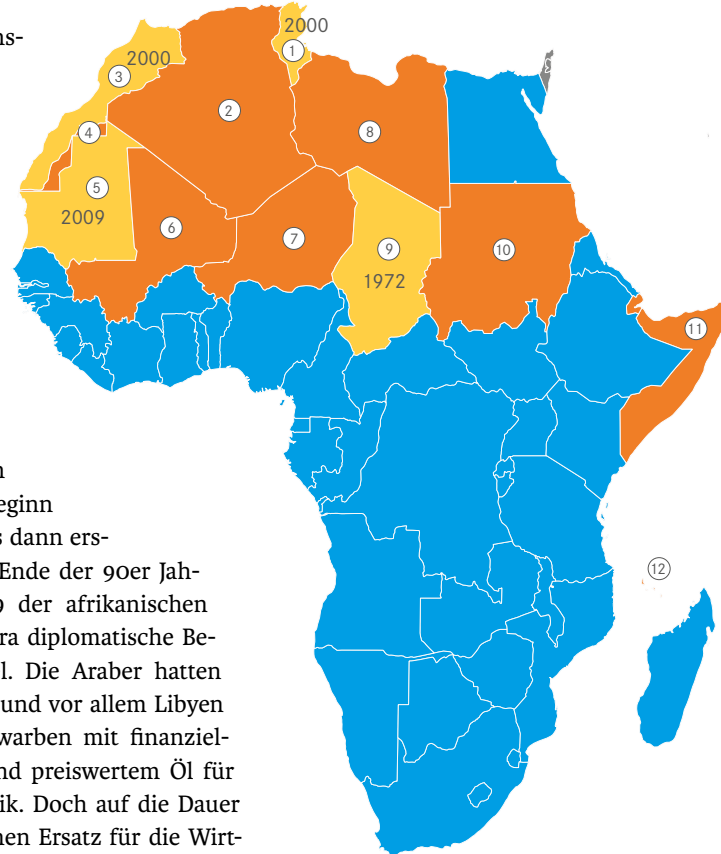 ns-
2000
1
2000
3
2
8
4
5
2009
6
7
9
1972
10
11
12
eginn
s dann ers-
Ende der 90er Jah-
9 der afrikanischen
ra diplomatische Be-
l. Die Araber hatten
und vor allem Libyen
warben mit finanziel-
nd preiswertem Öl für
ik. Doch auf die Dauer
nen Ersatz für die Wirt-